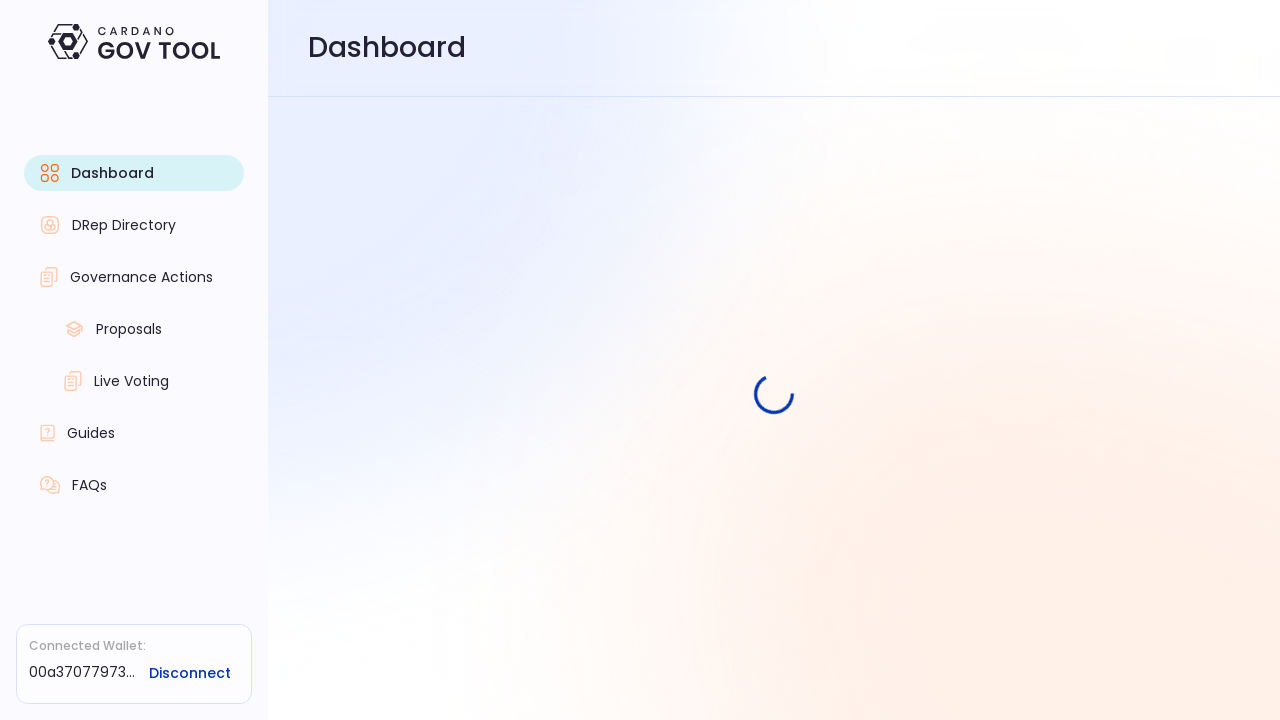 CARDANO
GOV TOOL
Dashboard
Dashboard
DRep Directory
Governance Actions
Proposals
Live Voting
Guides
FAQs
Connected Wallet:
00a37077973... Disconnect